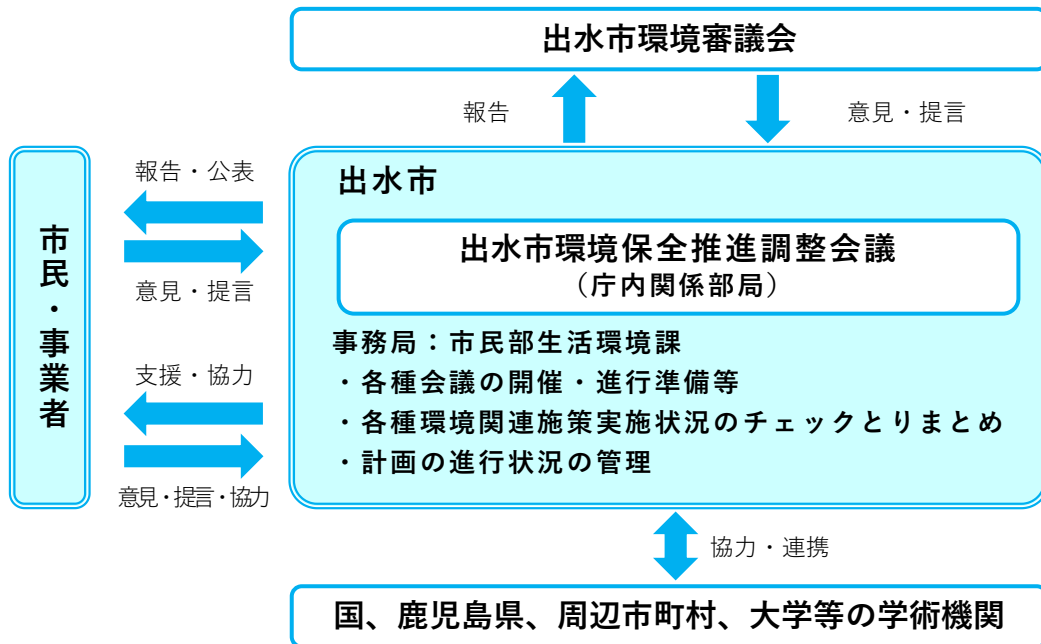 出水市環境審議会
報告
意見・提言
市民・事業者
報告・公表
意見・提言
支援・協力
意見・提言・協力
出水市
出水市環境保全推進調整会議
（庁内関係部局）
事務局：市民部生活環境課
・各種会議の開催・進行準備等
・各種環境関連施策実施状況のチェックとりまとめ
・計画の進行状況の管理
協力・連携
国、鹿児島県、周辺市町村、大学等の学術機関